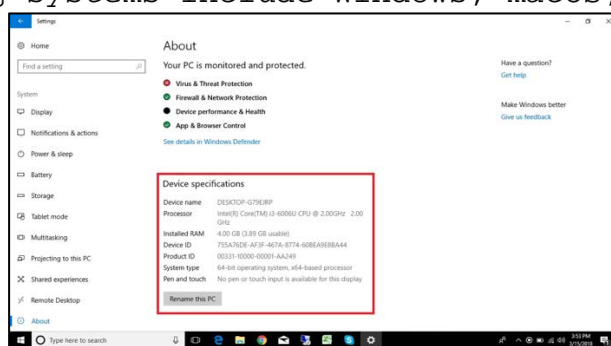 Settings
Home
Find a setting
System
Display
Notifications & actions
Power & sleep
Battery
Storage
Tablet mode
Multitasking
Projecting to this PC
Shared experiences
Remote Desktop
About
About
Your PC is monitored and protected.
Virus & Threat Protection
Firewall & Network Protection
Device performance & Health
App & Browser Control
See details in Windows Defender
Device specifications
Device name DESKTOP-G79EJRP
Processor Intel(R) Core(TM) i3-6006U CPU @ 2.00GHz 2.00
GHz
Installed RAM 4.00 GB (3.89 GB usable)
Device ID 755A76DE-AF3F-467A-8774-60BEA9E8BA44
Product ID 00331-10000-00001-AA249
System type 64-bit operating system, x64-based processor
Pen and touch No pen or touch input is available for this display
Rename this PC
Have a question?
Get help
Make Windows better
Give us feedback
Type here to search
3:53 PM
3/15/2018